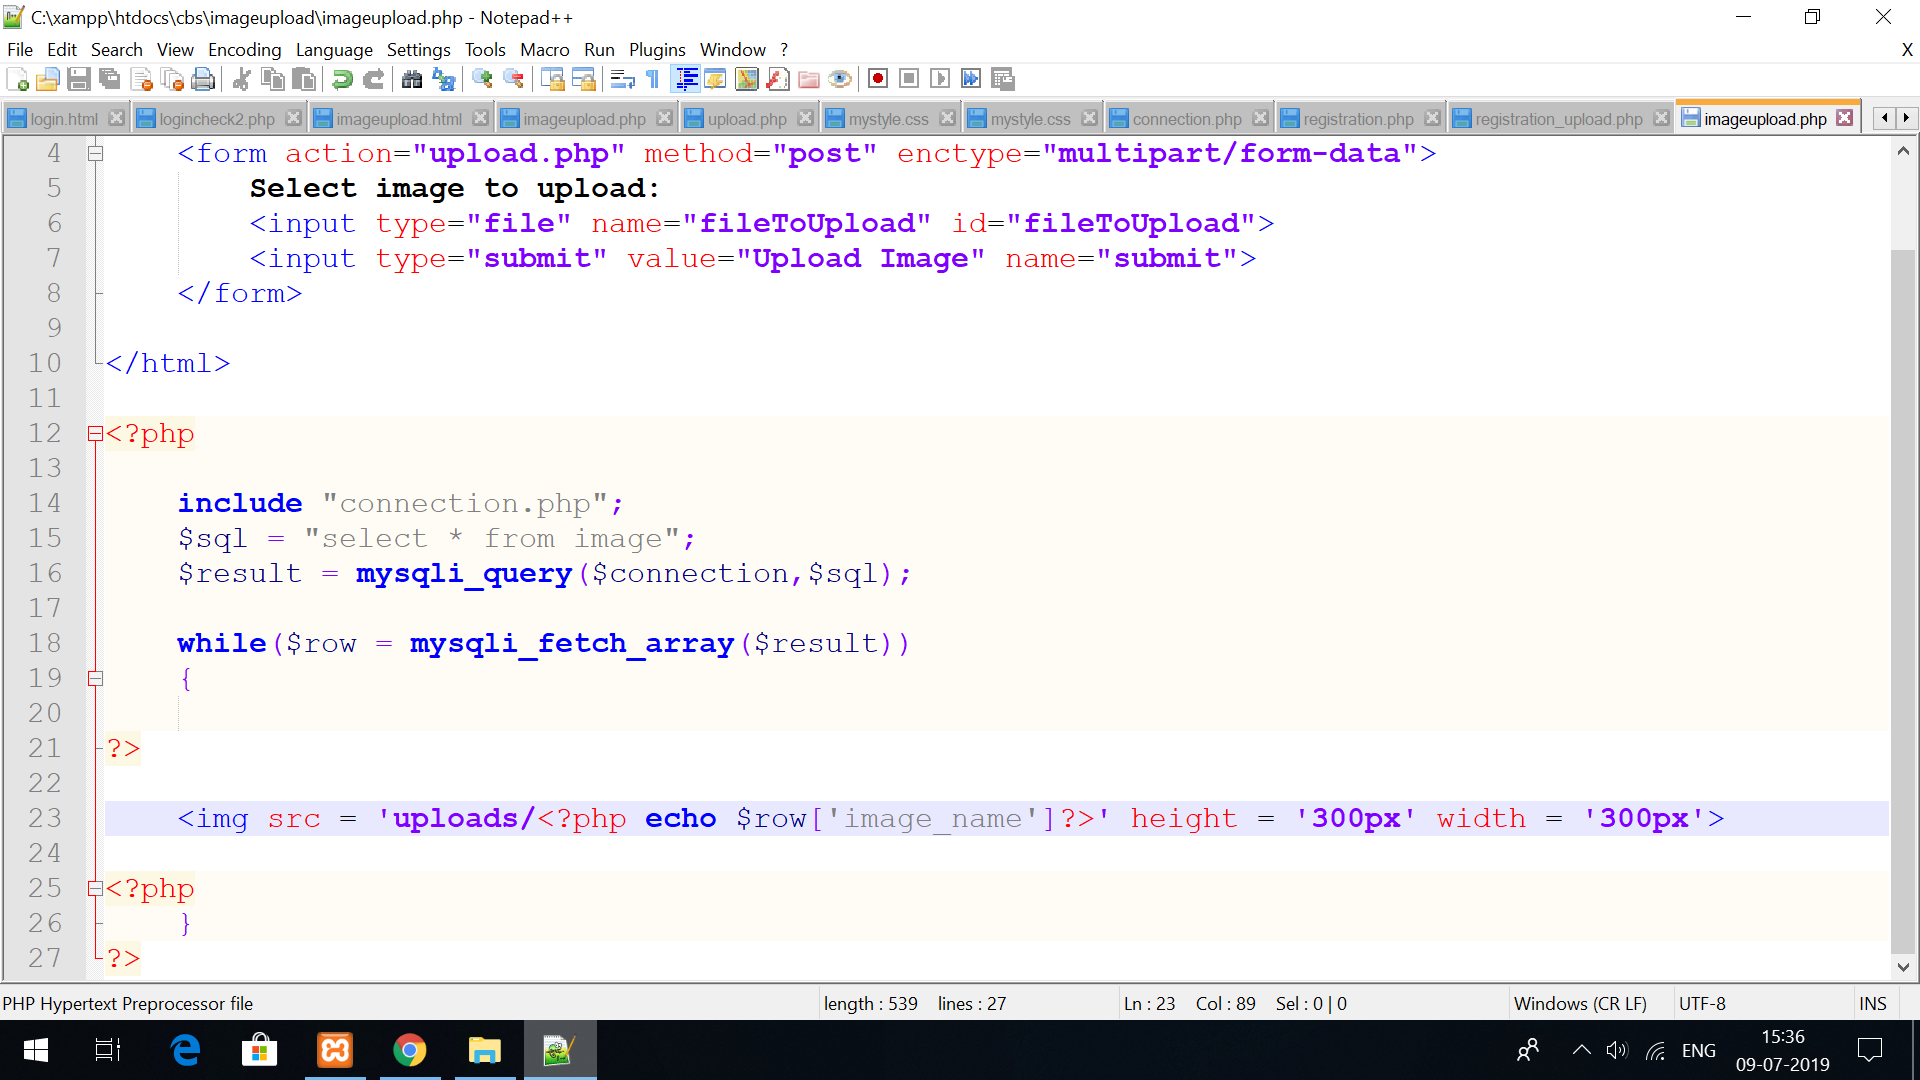 C:\xampp\htdocs\cbs\imageupload\imageupload.php - Notepad++
File Edit Search View Encoding Language Settings Tools Macro Run Plugins Window ? X
login.html logincheck2.php imageupload.html imageupload.php upload.php mystyle.css mystyle.css connection.php registration.php registration_upload.php imageupload.php
4 <form action="upload.php" method="post" enctype="multipart/form-data">
5 Select image to upload:
6 <input type="file" name="fileToUpload" id="fileToUpload">
7 <input type="submit" value="Upload Image" name="submit">
8 </form>
9
10 </html>
11
12 <?php
13
14 include "connection.php";
15 $sql = "select * from image";
16 $result = mysqli_query($connection,$sql);
17
18 while($row = mysqli_fetch_array($result))
19 {
20
21 ?>
22
23 <img src = 'uploads/<?php echo $row['image_name']?>' height = '300px' width = '300px'>
24
25 <?php
26 }
27 ?>
PHP Hypertext Preprocessor file length : 539 lines : 27 Ln : 23 Col : 89 Sel : 0 | 0 Windows (CR LF) UTF-8 INS
ENG 15:36
09-07-2019